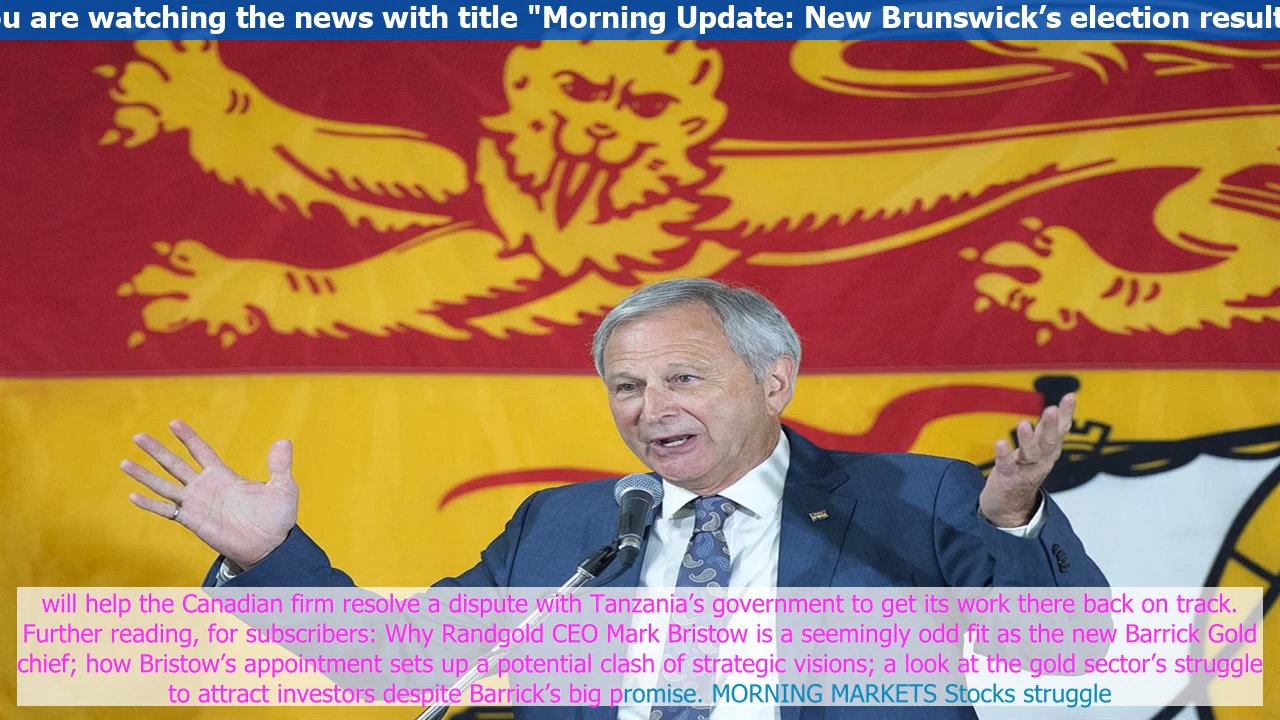 ou are watching the news with title "Morning Update: New Brunswick’s election result
will help the Canadian firm resolve a dispute with Tanzania’s government to get its work there back on track.
Further reading, for subscribers: Why Randgold CEO Mark Bristow is a seemingly odd fit as the new Barrick Gold
chief; how Bristow’s appointment sets up a potential clash of strategic visions; a look at the gold sector’s struggle
to attract investors despite Barrick’s big promise. MORNING MARKETS Stocks struggle